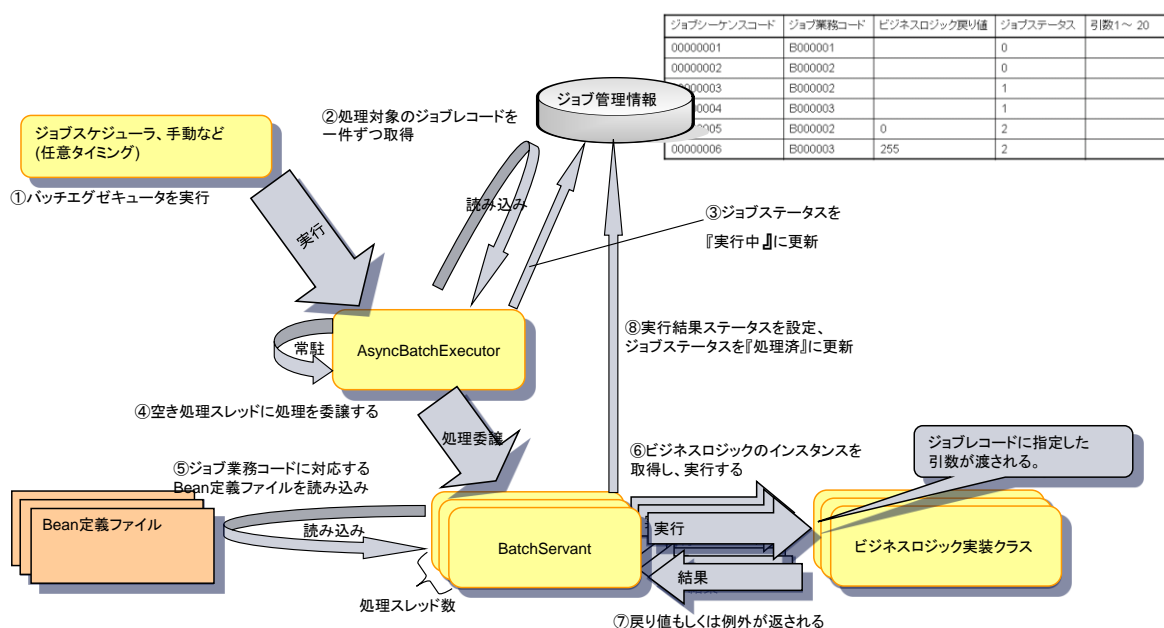 ジョブシーケンスコード ジョブ業務コード ビジネスロジック戻り値 ジョブステータス 引数1～ 20
00000001 B000001 0
00000002 B000002 0
0000003 B000002 1
00004 B000003 1
005 B000002 0 2
00000006 B000003 255 2
ジョブ管理情報
②処理対象のジョブレコードを
一件ずつ取得
ジョブスケジューラ、手動など
(任意タイミング)
①バッチエグゼキュータを実行
読み込み
実行
③ジョブステータスを
『実行中』に更新
⑧実行結果ステータスを設定、
ジョブステータスを『処理済』に更新
常駐
AsyncBatchExecutor
④空き処理スレッドに処理を委譲する
処理委譲
⑥ビジネスロジックのインスタンスを
取得し、実行する
ジョブレコードに指定した
引数が渡される。
⑤ジョブ業務コードに対応する
Bean定義ファイルを読み込み
Bean定義ファイル
読み込み
BatchServant
実行
結果
ビジネスロジック実装クラス
処理スレッド数
⑦戻り値もしくは例外が返される